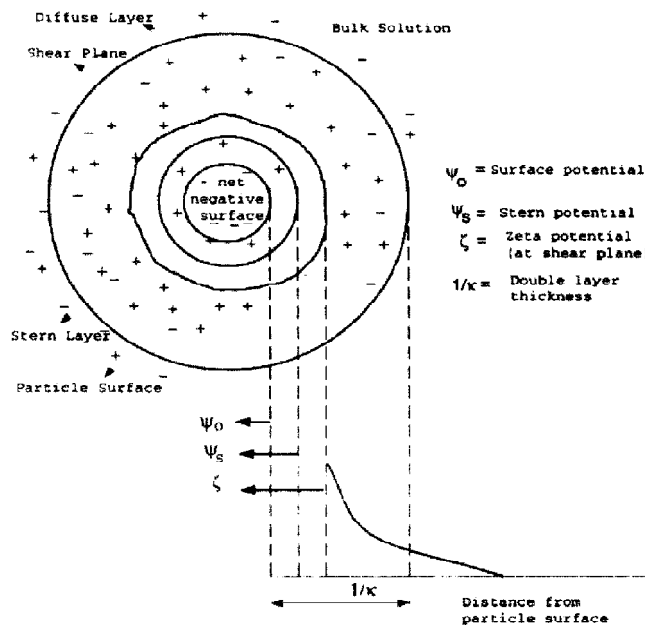 Diffuse Layer
Bulk Solution
Shear Plane
- net
negative
surface
Ψo = Surface potential
Ψs = Stern potential
ζ = Zeta potential
(at shear plane
1/κ = Double layer
thickness
Stern Layer
Particle Surface
Ψo
Ψs
ζ
1/κ
Distance from
particle surface